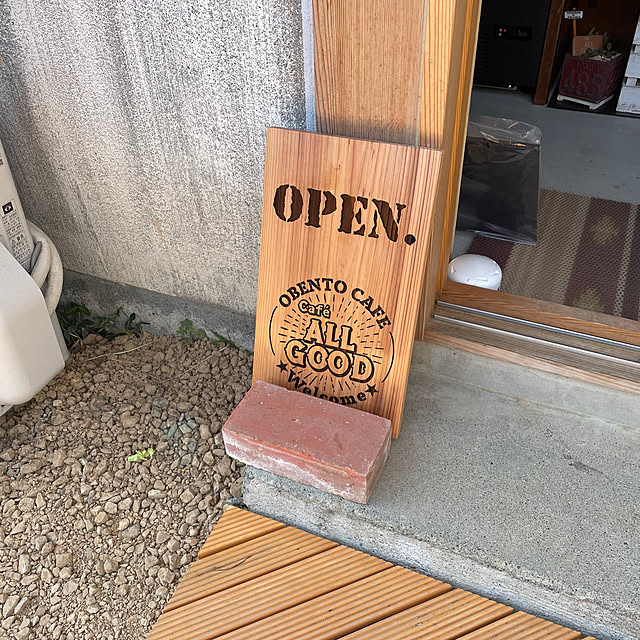 OPEN.
OBENTO CAFE
Café
ALL
GOOD
★Welcome★